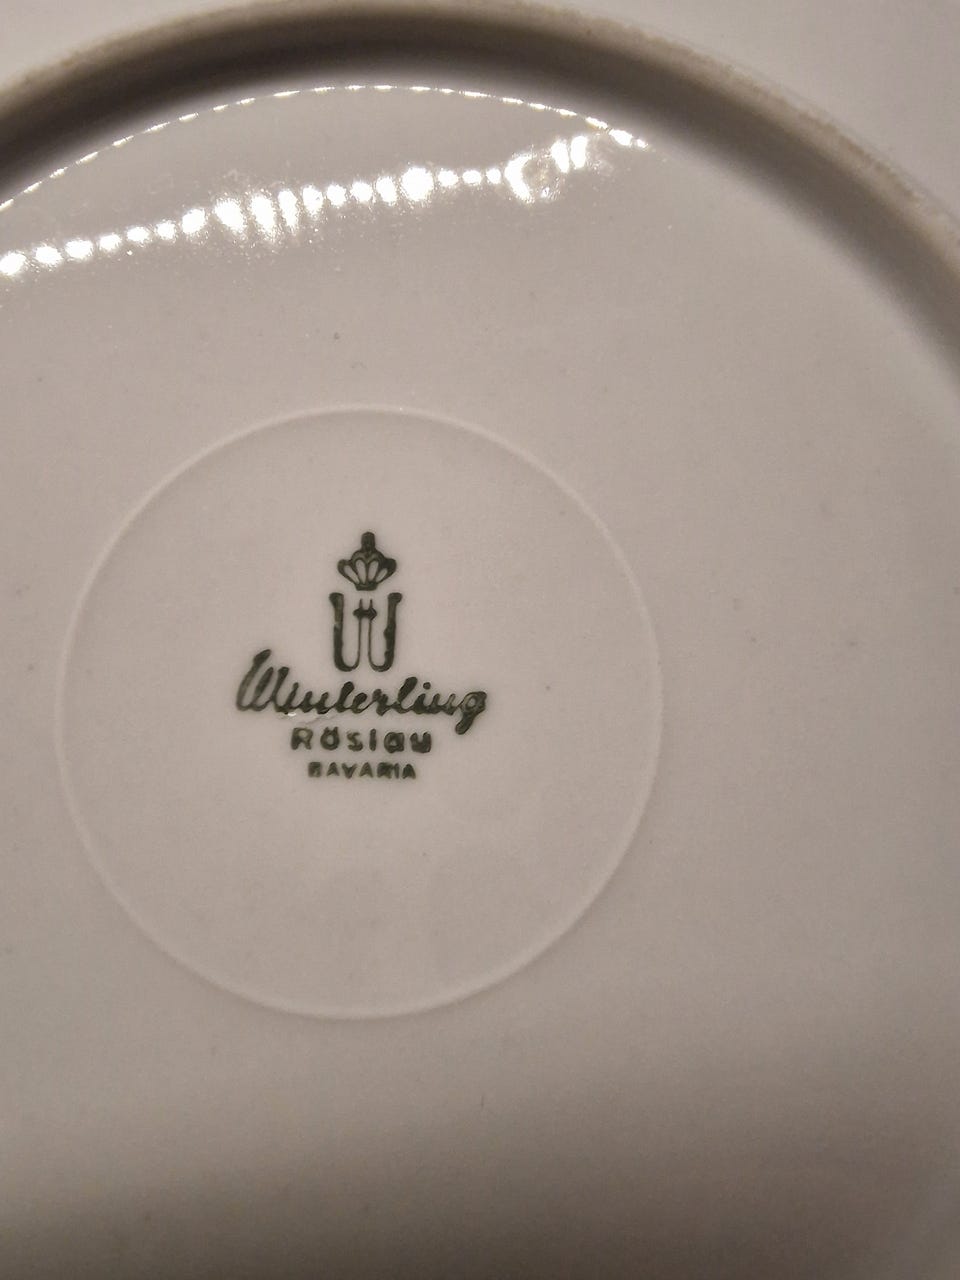 W
Winterling
Röslau
BAVARIA